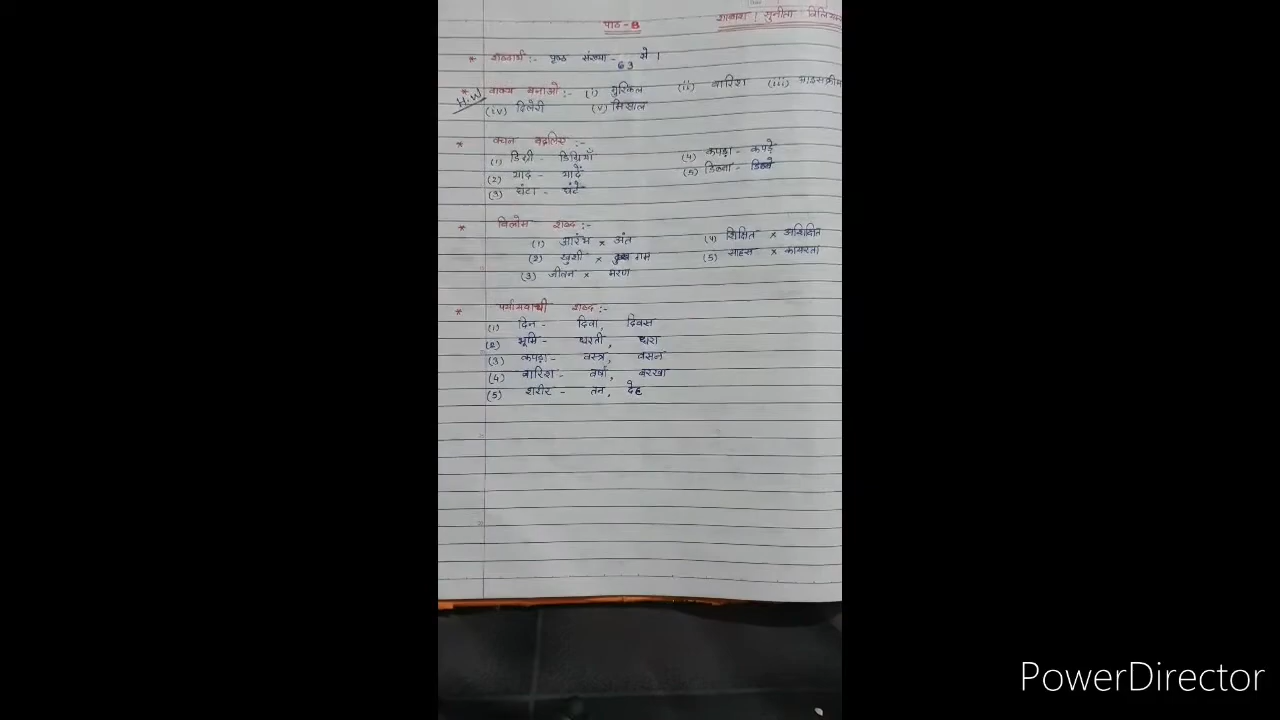 पाठ - 8 शाबाश ! सुनीता विलियम
* शब्दार्थ :- पृष्ठ संख्या - 63 से ।
H.W * वाक्य बनाओ :- (i) मुश्किल (ii) बारिश (iii)
(iv) दिलेरी (v) मिसाल
* वचन बदलिए :-
(1) डिग्री - डिग्रियाँ (4) कपड़ा - कपड़े
(2) याद - यादें (5) डिब्बा - डिब्बे
(3) घंटा - घंटे
* विलोम शब्द :-
(1) आरंभ × अंत (4) शिक्षित × अशिक्षित
(2) खुशी × गम (5) साहस × कायरता
(3) जीवन × मरण
* पर्यायवाची शब्द :-
(1) दिन - दिवा, दिवस
(2) भूमि - धरती, धरा
(3) कपड़ा - वस्त्र, वसन
(4) बारिश - वर्षा, बरखा
(5) शरीर - तन, देह
PowerDirector